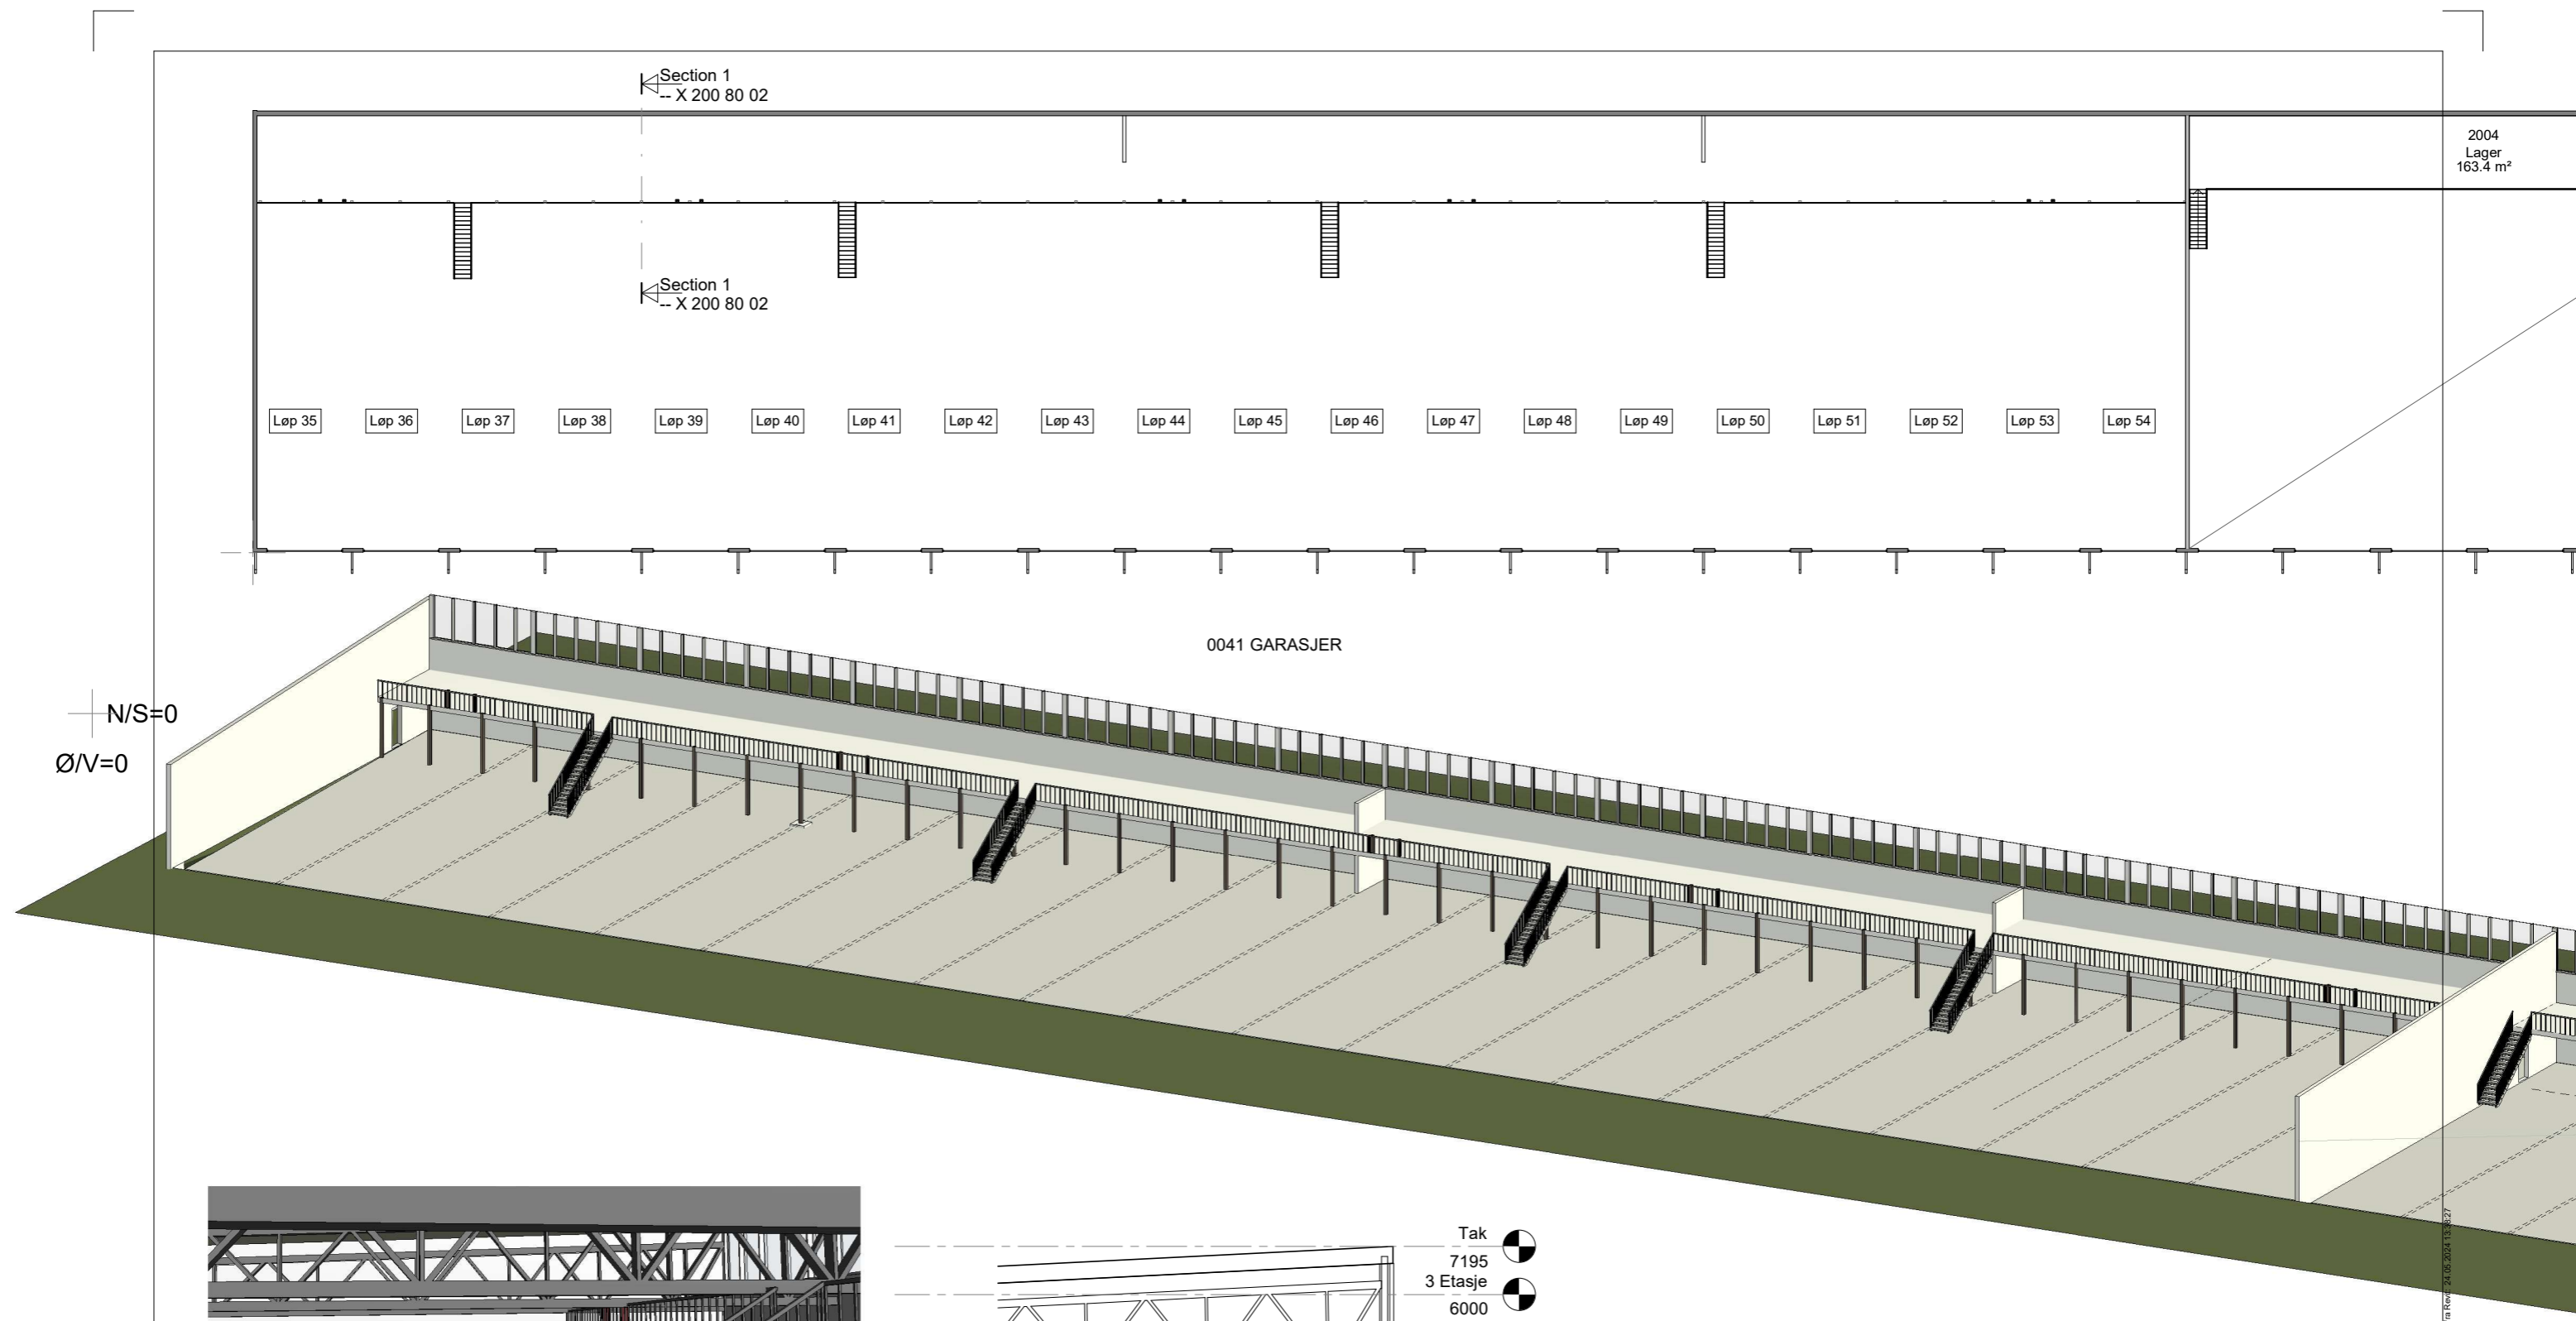 Section 1
-- X 200 80 02
2004
Lager
163.4 m²
Section 1
-- X 200 80 02
Løp 35
Løp 36
Løp 37
Løp 38
Løp 39
Løp 40
Løp 41
Løp 42
Løp 43
Løp 44
Løp 45
Løp 46
Løp 47
Løp 48
Løp 49
Løp 50
Løp 51
Løp 52
Løp 53
Løp 54
0041 GARASJER
N/S=0
Ø/V=0
Tak
7195
3 Etasje
6000
24.05.2024